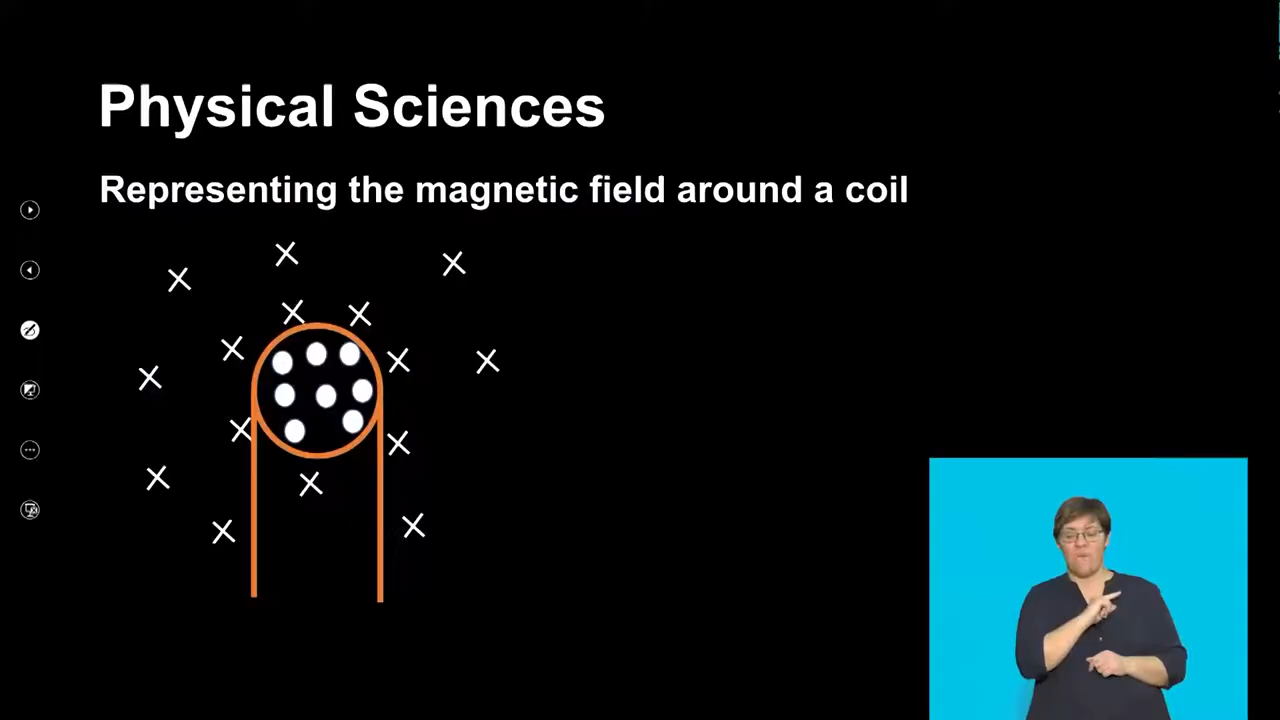 Physical Sciences
Representing the magnetic field around a coil